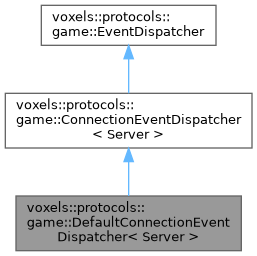 voxels::protocols::
game::EventDispatcher
voxels::protocols::
game::ConnectionEventDispatcher
< Server >
voxels::protocols::
game::DefaultConnectionEvent
Dispatcher< Server >